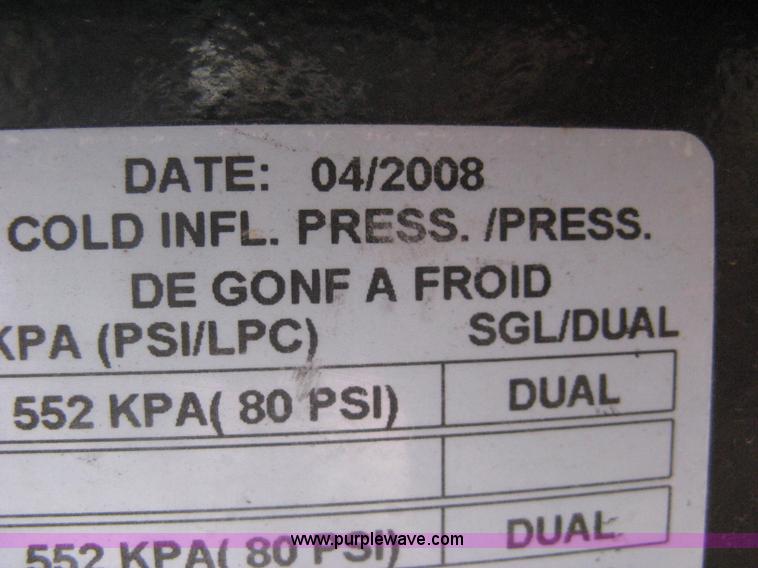 DATE: 04/2008
COLD INFL. PRESS. /PRESS.
DE GONF A FROID
KPA (PSI/LPC) SGL/DUAL
552 KPA( 80 PSI) DUAL
552 KPA( 80 PSI) DUAL
www.purplewave.com